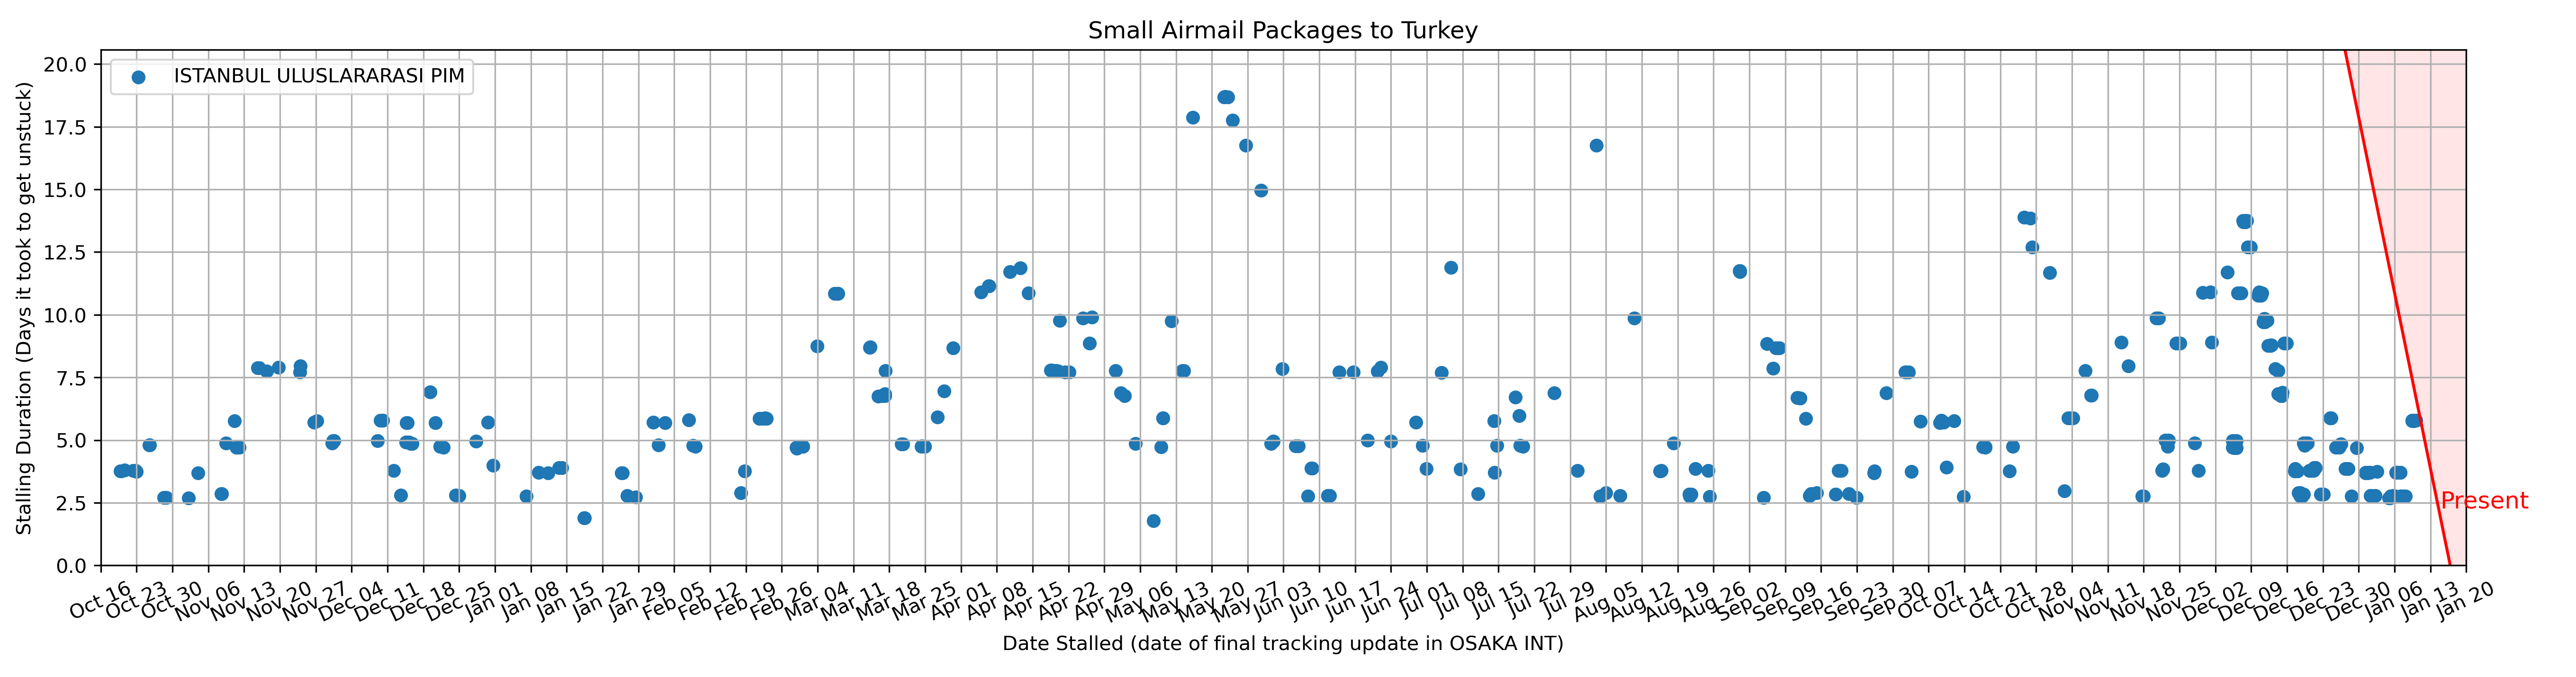 Small Airmail Packages to Turkey
ISTANBUL ULUSLARARASI PIM
Stalling Duration (Days it took to get unstuck)
20.0
17.5
15.0
12.5
10.0
7.5
5.0
2.5
0.0
Present
Oct 16 Oct 23 Oct 30 Nov 06 Nov 13 Nov 20 Nov 27 Dec 04 Dec 11 Dec 18 Dec 25 Jan 01 Jan 08 Jan 15 Jan 22 Jan 29 Feb 05 Feb 12 Feb 19 Feb 26 Mar 04 Mar 11 Mar 18 Mar 25 Apr 01 Apr 08 Apr 15 Apr 22 Apr 29 May 06 May 13 May 20 May 27 Jun 03 Jun 10 Jun 17 Jun 24 Jul 01 Jul 08 Jul 15 Jul 22 Jul 29 Aug 05 Aug 12 Aug 19 Aug 26 Sep 02 Sep 09 Sep 16 Sep 23 Sep 30 Oct 07 Oct 14 Oct 21 Oct 28 Nov 04 Nov 11 Nov 18 Nov 25 Dec 02 Dec 09 Dec 16 Dec 23 Dec 30 Jan 06 Jan 13 Jan 20
Date Stalled (date of final tracking update in OSAKA INT)